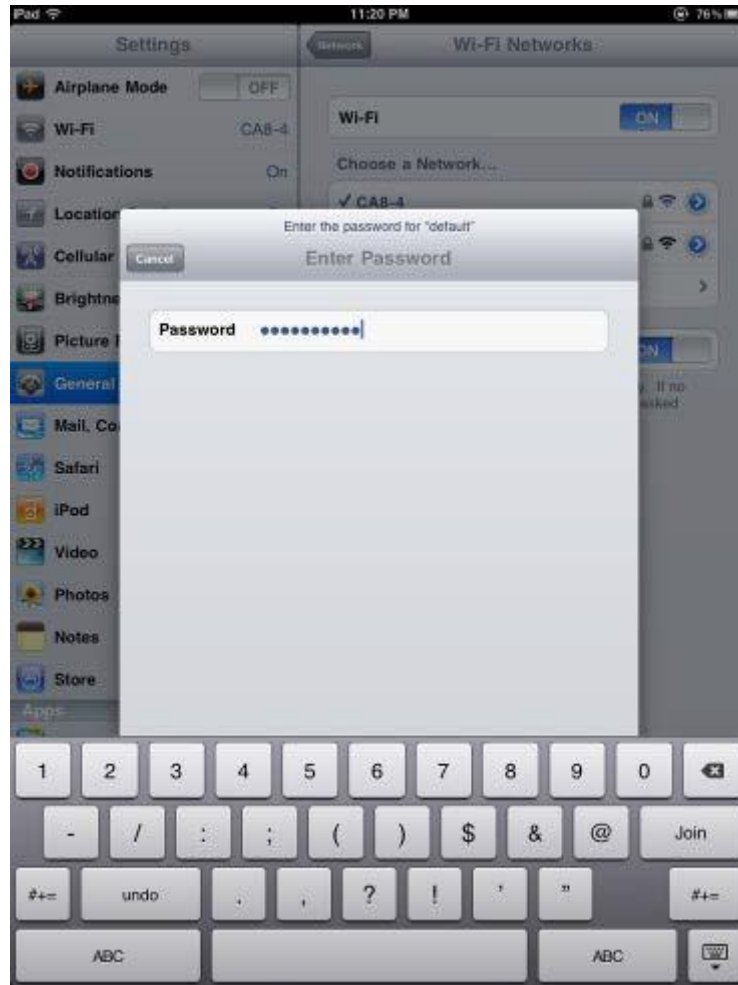 iPad 11:20 PM 76%
Settings
Network Wi-Fi Networks
Airplane Mode OFF
Wi-Fi CA8-4
Notifications On
Location
Cellular
Brightne
Picture F
General
Mail, Co
Safari
iPod
Video
Photos
Notes
Store
Apps
Wi-Fi ON
Choose a Network...
✓ CA8-4
ON
. If no
asked
Enter the password for "default"
Cancel Enter Password
Password ••••••••••
1 2 3 4 5 6 7 8 9 0
- / : ; ( ) $ & @ Join
#+= undo . , ? ! ' " #+=
ABC ABC